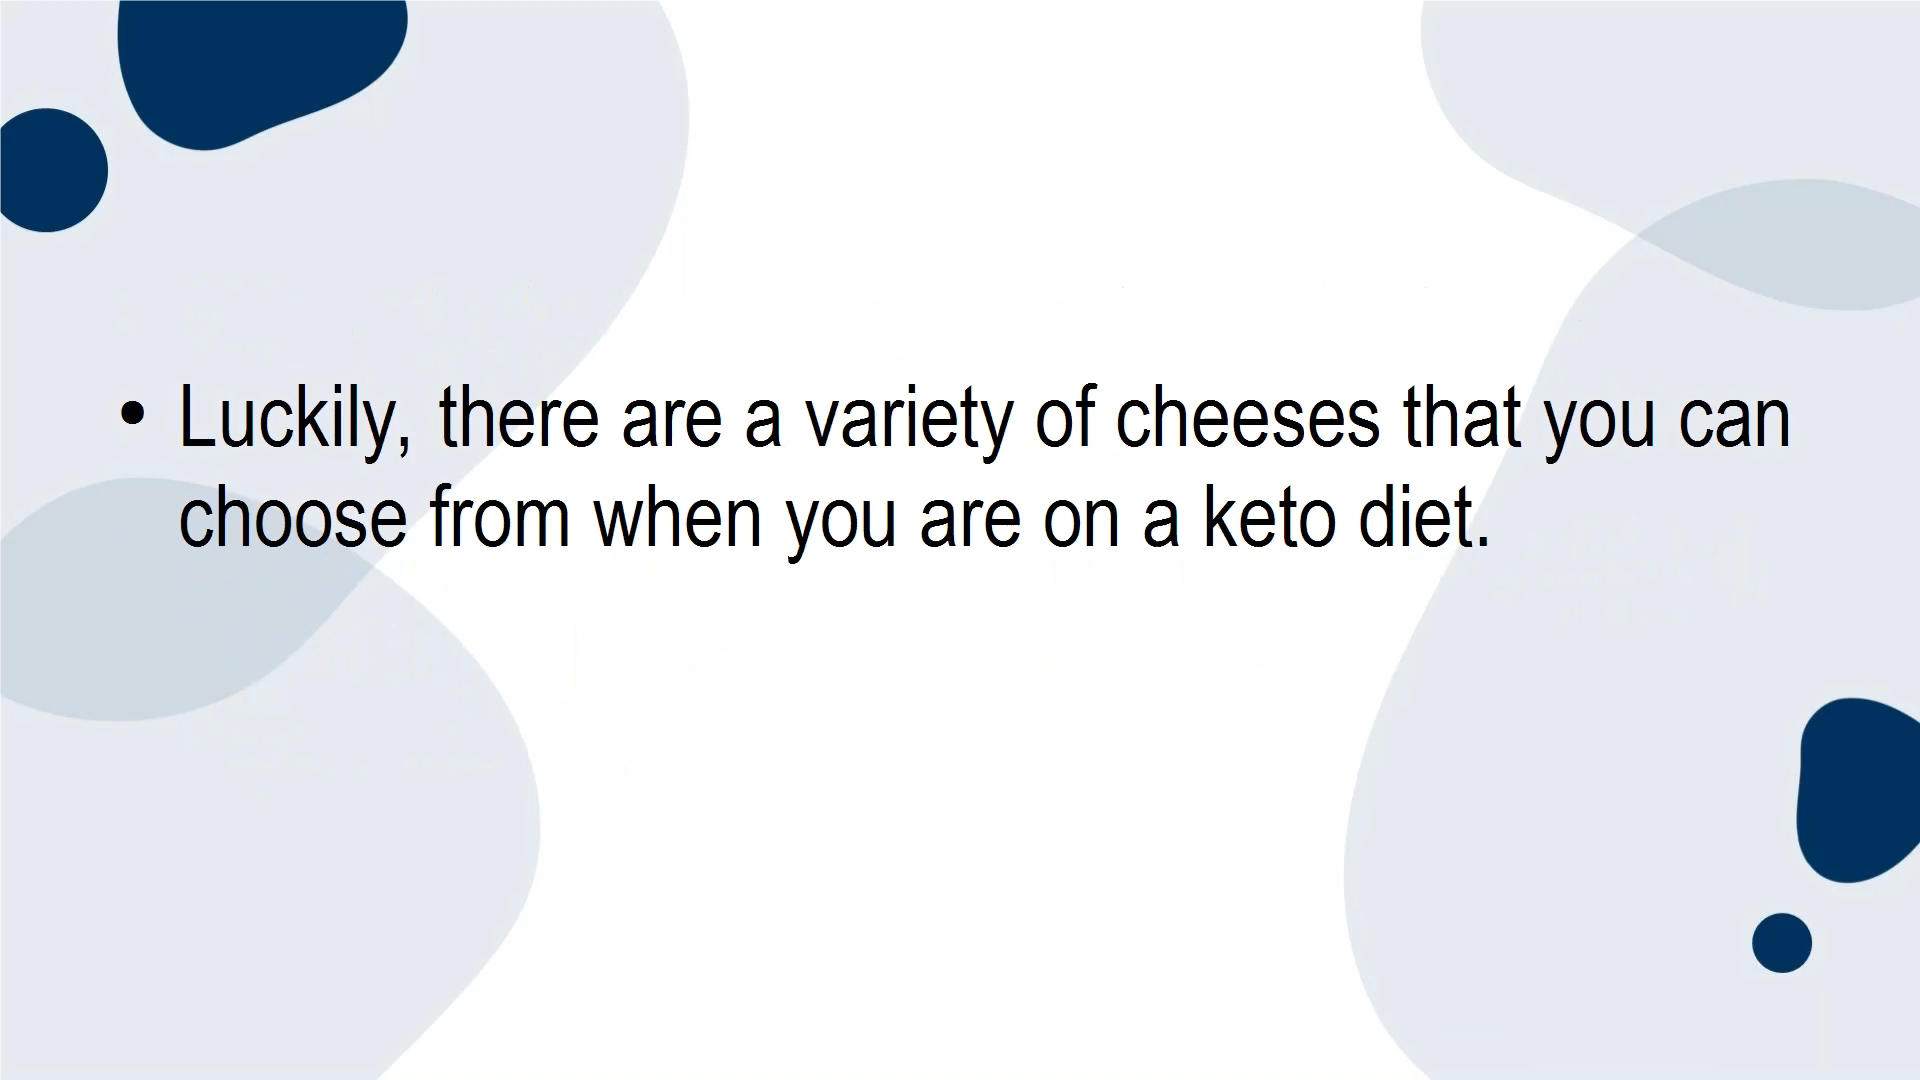 • Luckily, there are a variety of cheeses that you can
choose from when you are on a keto diet.